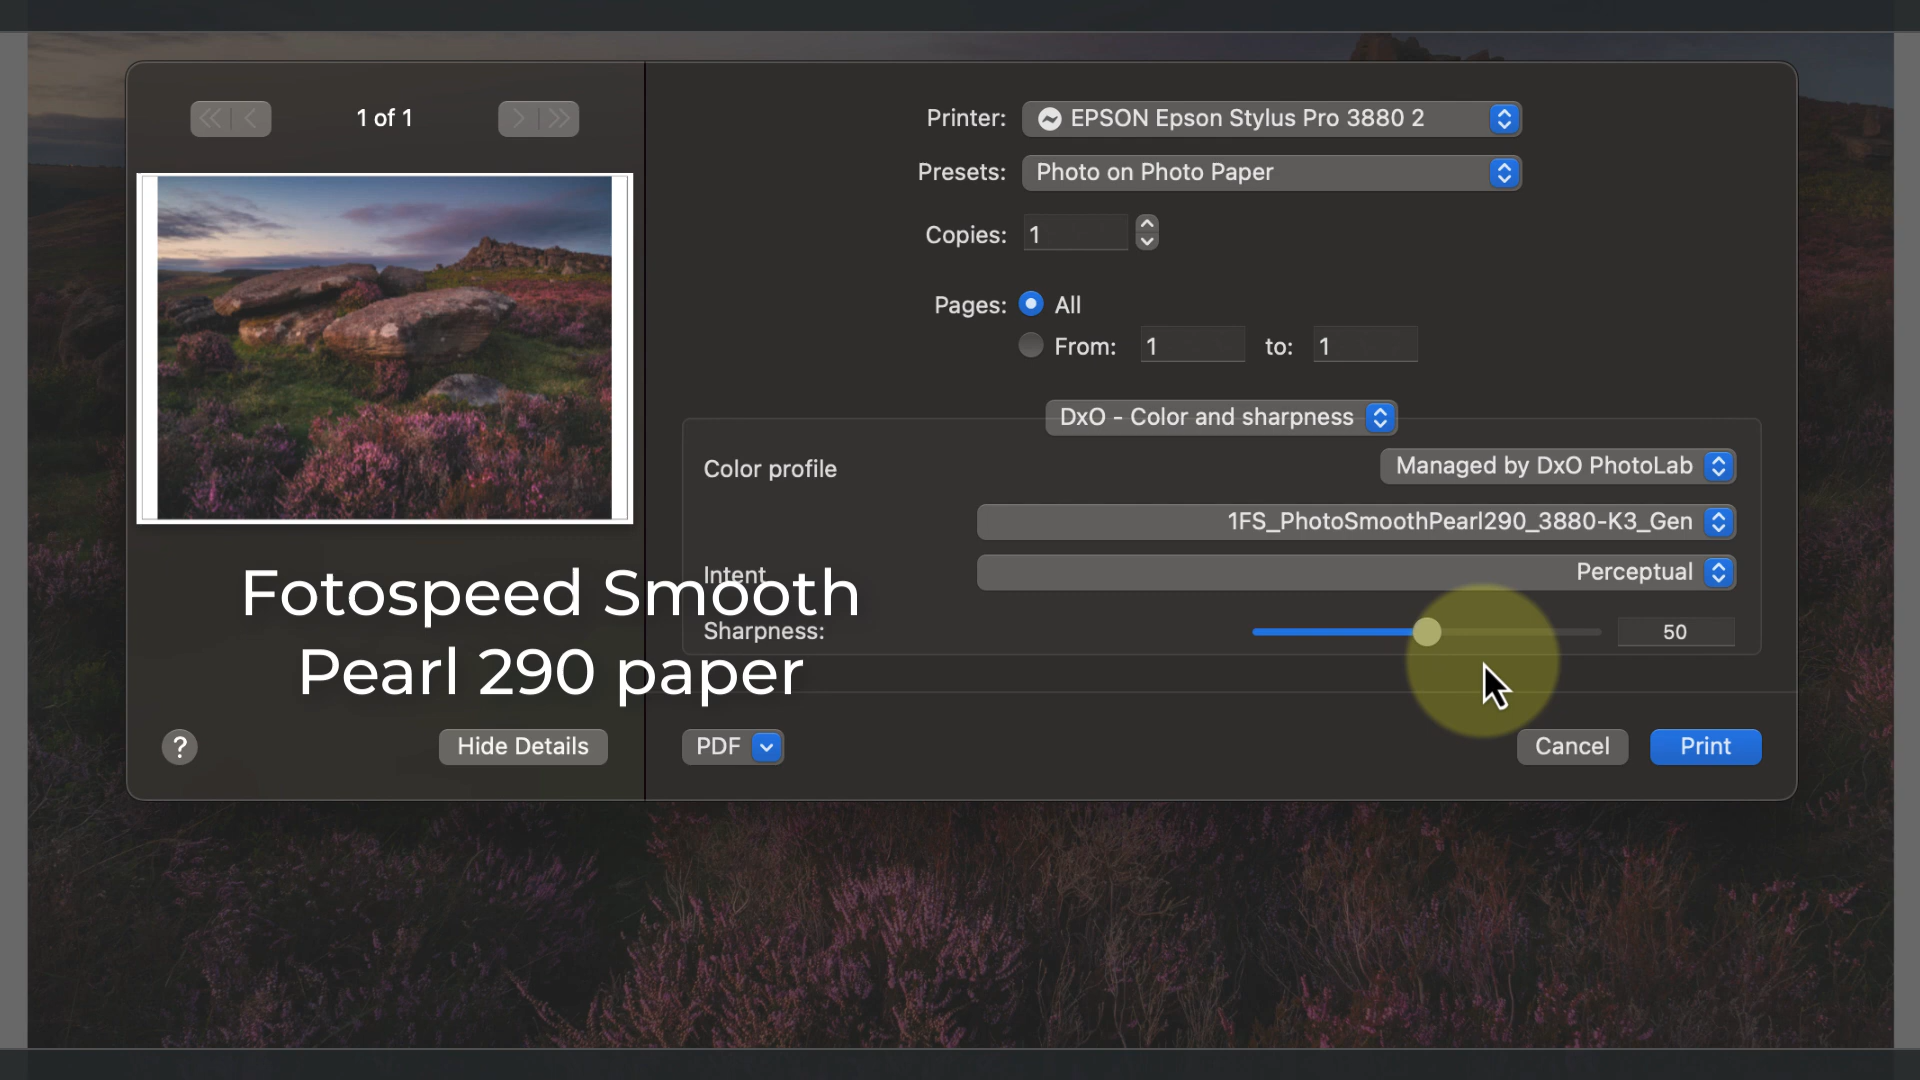 1 of 1
Printer: EPSON Epson Stylus Pro 3880 2
Presets: Photo on Photo Paper
Copies: 1
Pages: All
From: 1 to: 1
DxO - Color and sharpness
Color profile Managed by DxO PhotoLab
1FS_PhotoSmoothPearl290_3880-K3_Gen
Intent Perceptual
Sharpness: 50
Fotospeed Smooth
Pearl 290 paper
? Hide Details PDF Cancel Print